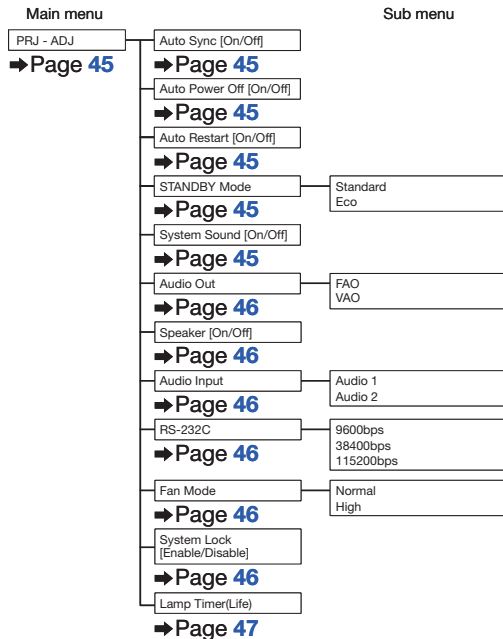 Main menu
Sub menu
PRJ - ADJ
➡Page 45
Auto Sync [On/Off]
➡Page 45
Auto Power Off [On/Off]
➡Page 45
Auto Restart [On/Off]
➡Page 45
STANDBY Mode
➡Page 45
Standard
Eco
System Sound [On/Off]
➡Page 45
Audio Out
➡Page 46
FAO
VAO
Speaker [On/Off]
➡Page 46
Audio Input
➡Page 46
Audio 1
Audio 2
RS-232C
➡Page 46
9600bps
38400bps
115200bps
Fan Mode
➡Page 46
Normal
High
System Lock
[Enable/Disable]
➡Page 46
Lamp Timer(Life)
➡Page 47